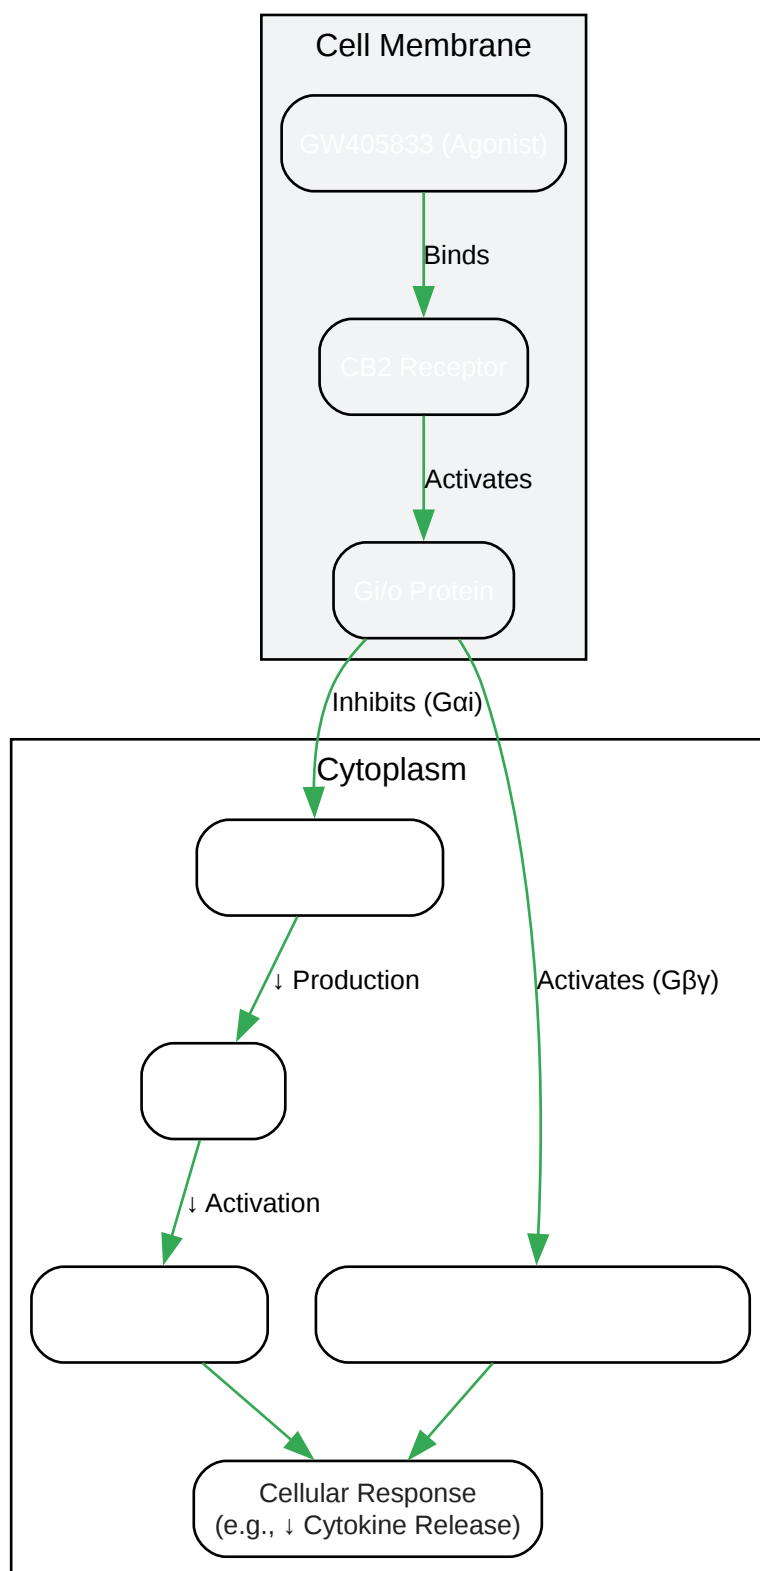 Cell Membrane
GW405833 (Agonist)
Binds
CB2 Receptor
Activates
Gi/o Protein
Inhibits (Gαi)
Cytoplasm
↓ Production
Activates (Gβγ)
↓ Activation
Cellular Response
(e.g., ↓ Cytokine Release)